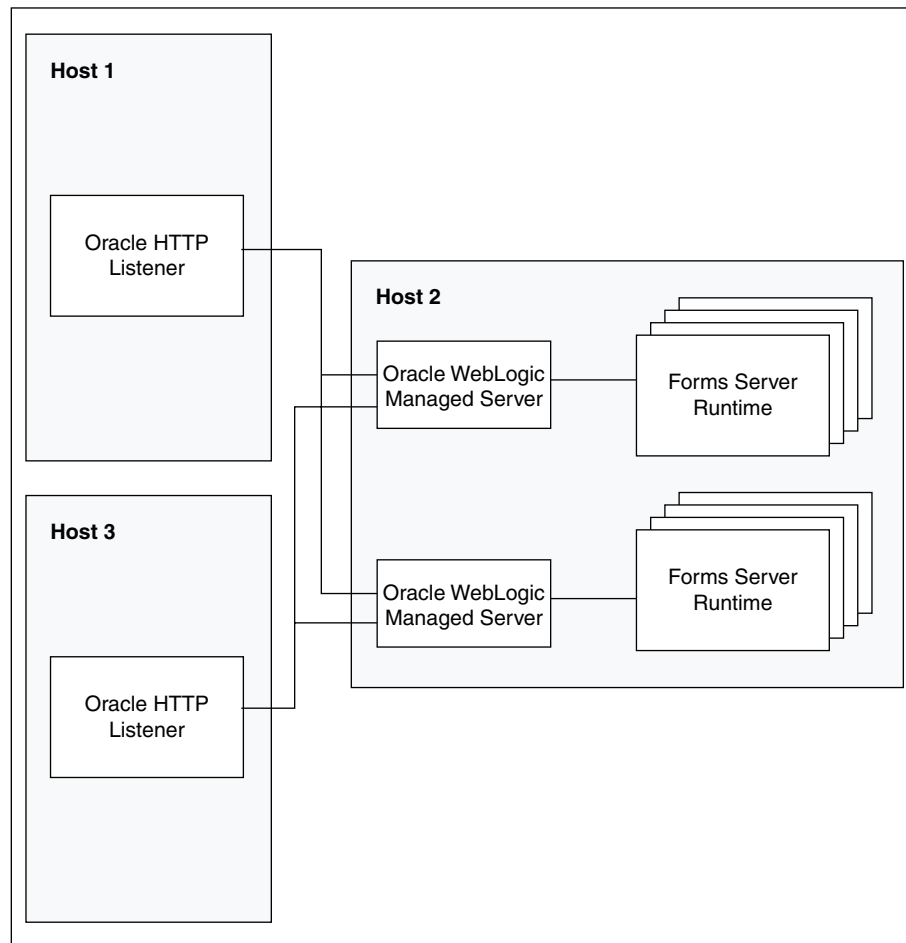 Host 1
Oracle HTTP
Listener
Host 2
Oracle WebLogic
Managed Server
Forms Server
Runtime
Oracle WebLogic
Managed Server
Forms Server
Runtime
Host 3
Oracle HTTP
Listener